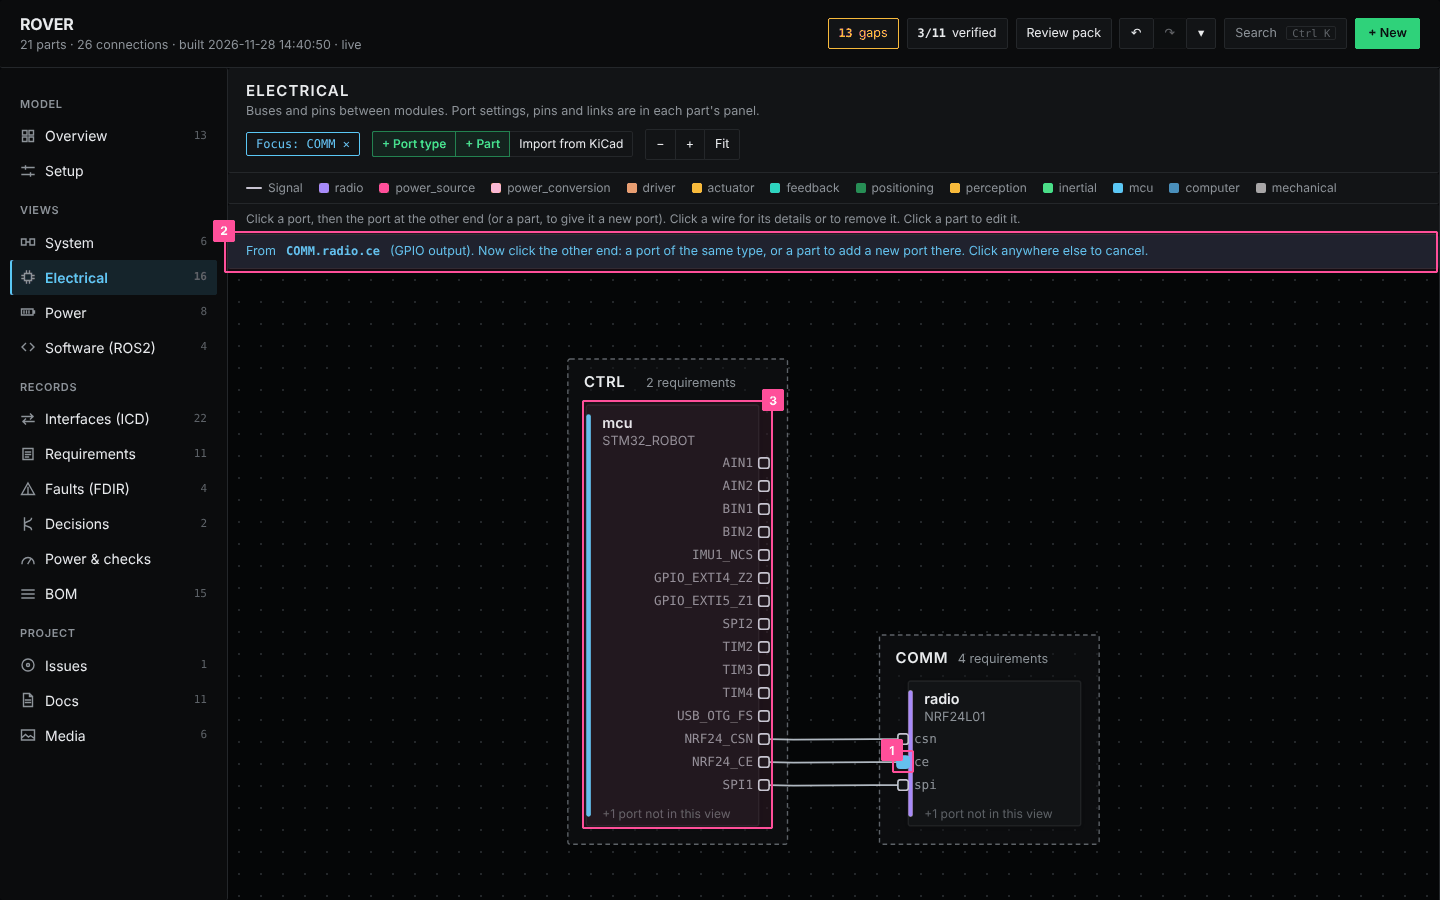 ROVER
21 parts · 26 connections · built 2026-11-28 14:40:50 · live
13 gaps
3/11 verified
Review pack
↶
↷
▾
Search Ctrl K
+ New
MODEL
Overview 13
Setup
VIEWS
System 6
Electrical 16
Power 8
Software (ROS2) 4
RECORDS
Interfaces (ICD) 22
Requirements 11
Faults (FDIR) 4
Decisions 2
Power & checks
BOM 15
PROJECT
Issues 1
Docs 11
Media 6
ELECTRICAL
Buses and pins between modules. Port settings, pins and links are in each part's panel.
Focus: COMM ×
+ Port type
+ Part
Import from KiCad
−
+
Fit
Signal radio power_source power_conversion driver actuator feedback positioning perception inertial mcu computer mechanical
Click a port, then the port at the other end (or a part, to give it a new port). Click a wire for its details or to remove it. Click a part to edit it.
2
From COMM.radio.ce (GPIO output). Now click the other end: a port of the same type, or a part to add a new port there. Click anywhere else to cancel.
CTRL 2 requirements
3
mcu
STM32_ROBOT
AIN1
AIN2
BIN1
BIN2
IMU1_NCS
GPIO_EXTI4_Z2
GPIO_EXTI5_Z1
SPI2
TIM2
TIM3
TIM4
USB_OTG_FS
NRF24_CSN
NRF24_CE
SPI1
+1 port not in this view
COMM 4 requirements
radio
NRF24L01
csn
1
ce
spi
+1 port not in this view